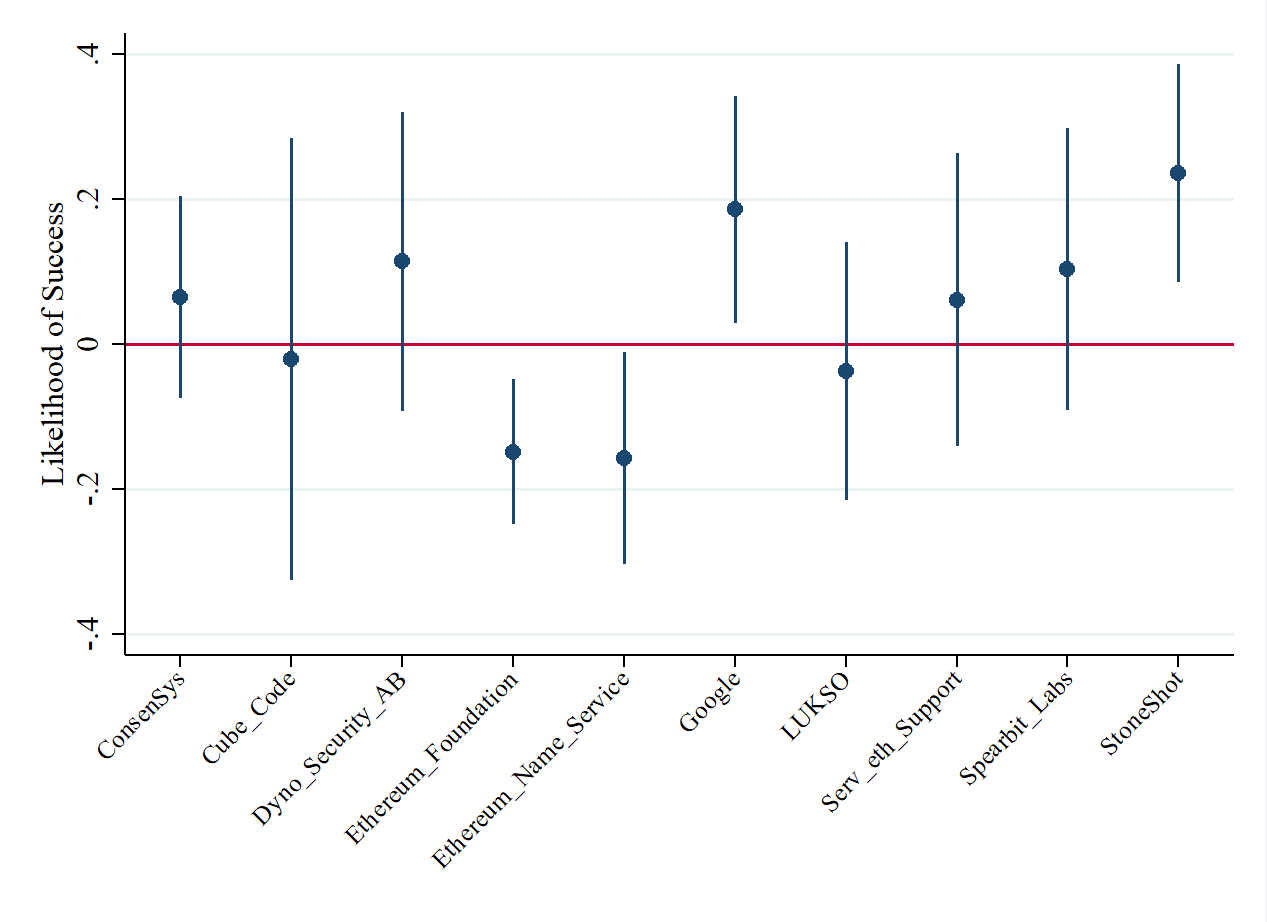 Likelihood of Success
.4
.2
0
-.2
-.4
ConsenSys
Cube_Code
Dyno_Security_AB
Ethereum_Foundation
Ethereum_Name_Service
Google
LUKSO
Serv_eth_Support
Spearbit_Labs
StoneShot